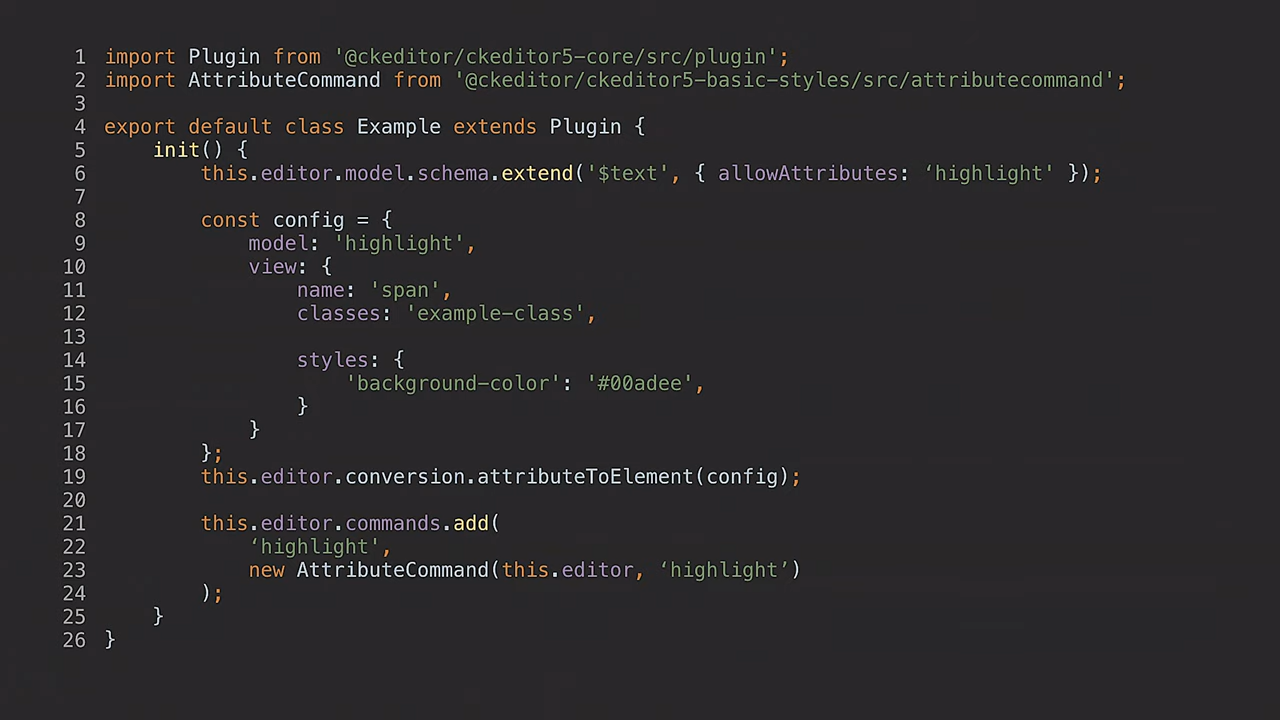 1 import Plugin from '@ckeditor/ckeditor5-core/src/plugin';
2 import AttributeCommand from '@ckeditor/ckeditor5-basic-styles/src/attributecommand';
3
4 export default class Example extends Plugin {
5     init() {
6         this.editor.model.schema.extend('$text', { allowAttributes: ‘highlight' });
7
8         const config = {
9             model: 'highlight',
10             view: {
11                 name: 'span',
12                 classes: 'example-class',
13
14                 styles: {
15                     'background-color': '#00adee',
16                 }
17             }
18         };
19         this.editor.conversion.attributeToElement(config);
20
21         this.editor.commands.add(
22             ‘highlight',
23             new AttributeCommand(this.editor, ‘highlight’)
24         );
25     }
26 }